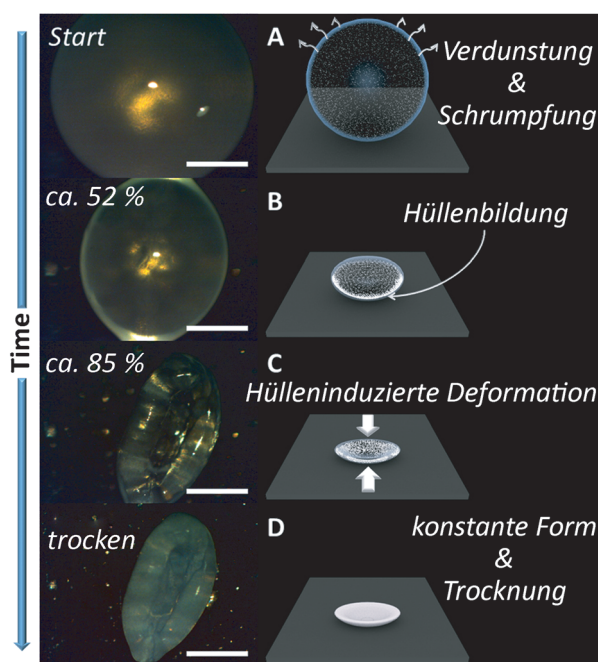 Time
Start
A
Verdunstung
&
Schrumpfung
ca. 52 %
B
Hüllenbildung
ca. 85 %
C
Hülleninduzierte Deformation
trocken
D
konstante Form
&
Trocknung